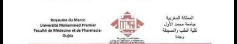 Royaume du Maroc
Université Mohammed Premier
Faculté de Médecine et de Pharmacie
Oujda
المملكة المغربية
جامعة محمد الأول
كلية الطب والصيدلة
وجدة